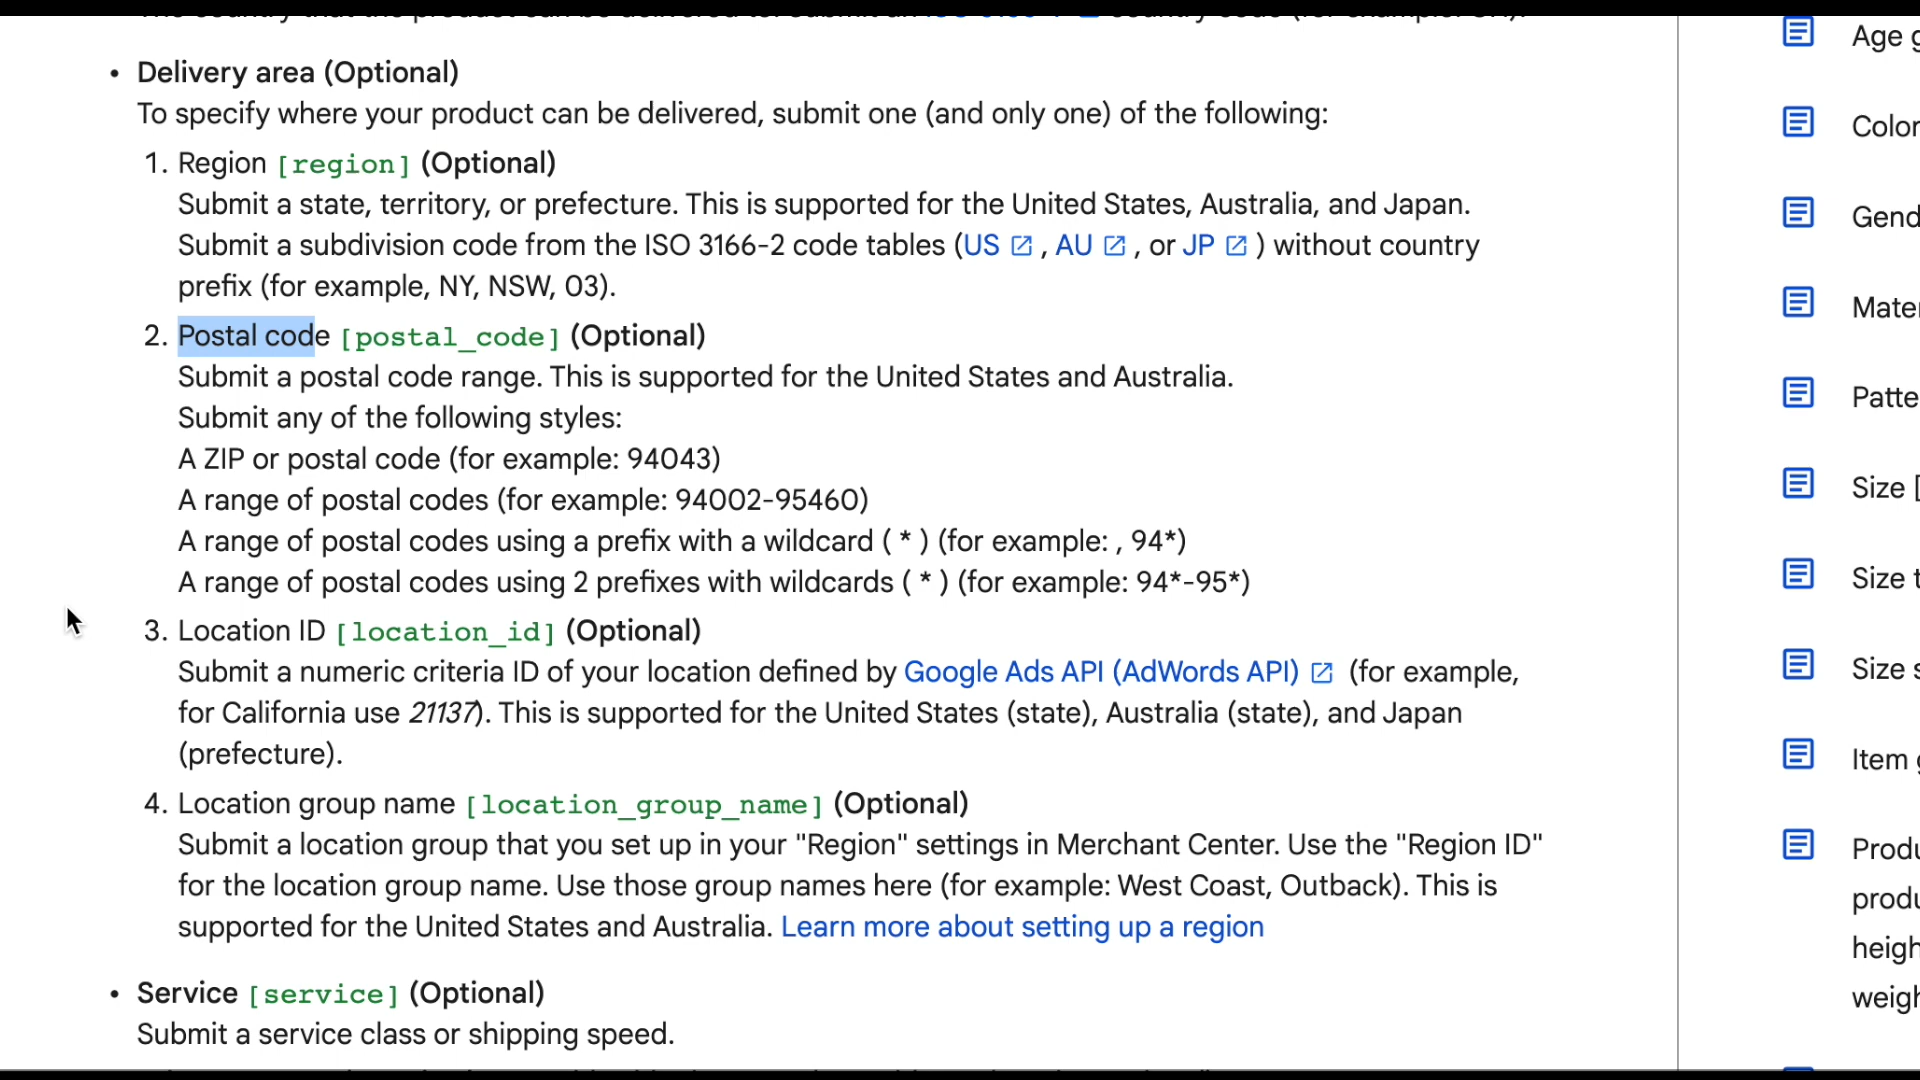 • Delivery area (Optional)
To specify where your product can be delivered, submit one (and only one) of the following:
1. Region [region] (Optional)
Submit a state, territory, or prefecture. This is supported for the United States, Australia, and Japan.
Submit a subdivision code from the ISO 3166-2 code tables (US , AU , or JP ) without country
prefix (for example, NY, NSW, 03).
2. Postal code [postal_code] (Optional)
Submit a postal code range. This is supported for the United States and Australia.
Submit any of the following styles:
A ZIP or postal code (for example: 94043)
A range of postal codes (for example: 94002-95460)
A range of postal codes using a prefix with a wildcard ( * ) (for example: , 94*)
A range of postal codes using 2 prefixes with wildcards ( * ) (for example: 94*-95*)
3. Location ID [location_id] (Optional)
Submit a numeric criteria ID of your location defined by Google Ads API (AdWords API) (for example,
for California use 21137). This is supported for the United States (state), Australia (state), and Japan
(prefecture).
4. Location group name [location_group_name] (Optional)
Submit a location group that you set up in your "Region" settings in Merchant Center. Use the "Region ID"
for the location group name. Use those group names here (for example: West Coast, Outback). This is
supported for the United States and Australia. Learn more about setting up a region
• Service [service] (Optional)
Submit a service class or shipping speed.
Age g
Color
Gend
Mater
Patte
Size [
Size t
Size s
Item g
Produ
produ
heigh
weigh